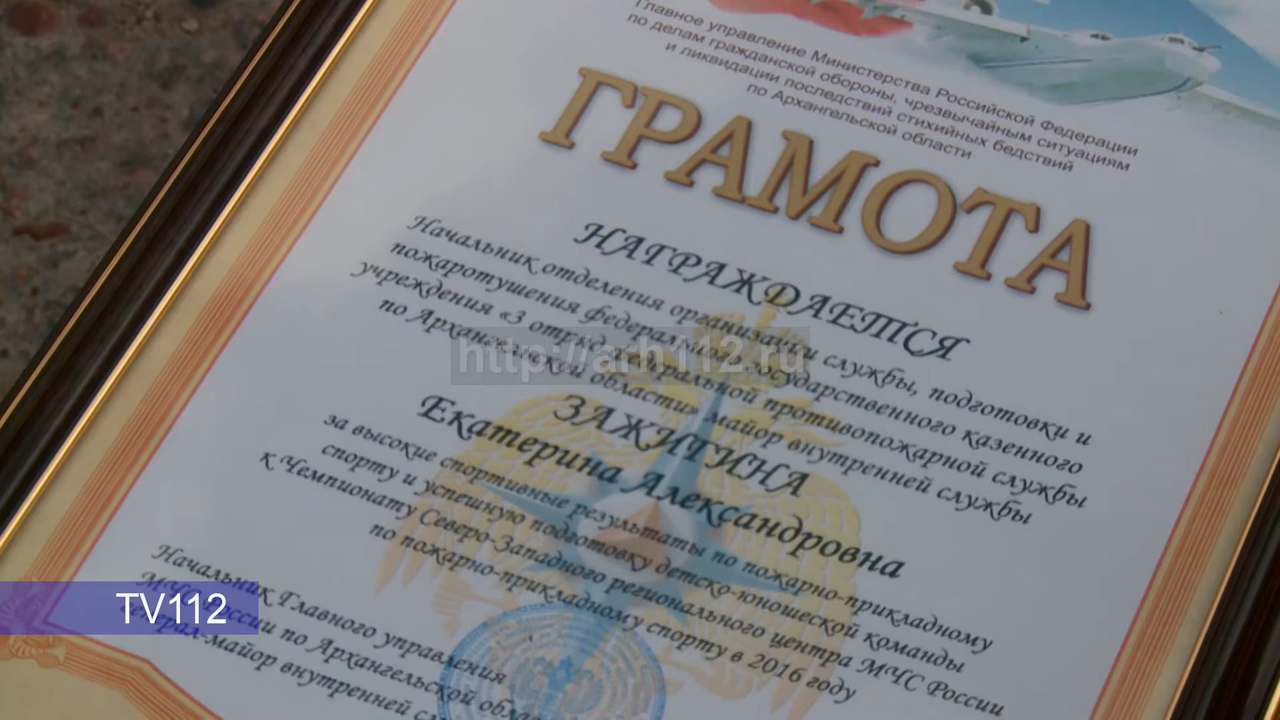 Главное управление Министерства Российской Федерации
по делам гражданской обороны, чрезвычайным ситуациям
и ликвидации последствий стихийных бедствий
по Архангельской области
ГРАМОТА
НАГРАЖДАЕТСЯ
Начальник отделения организации службы, подготовки и
пожаротушения федерального государственного казенного
учреждения «3 отряд федеральной противопожарной службы
по Архангельской области» майор внутренней службы
http://arh112.ru
ЗАЖИГИНА
Екатерина Александровна
за высокие спортивные результаты по пожарно-прикладному
спорту и успешную подготовку детско-юношеской команды
к Чемпионату Северо-Западного регионального центра МЧС России
по пожарно-прикладному спорту в 2016 году
Начальник Главного управления
МЧС России по Архангельской
генерал-майор внутренней
TV112